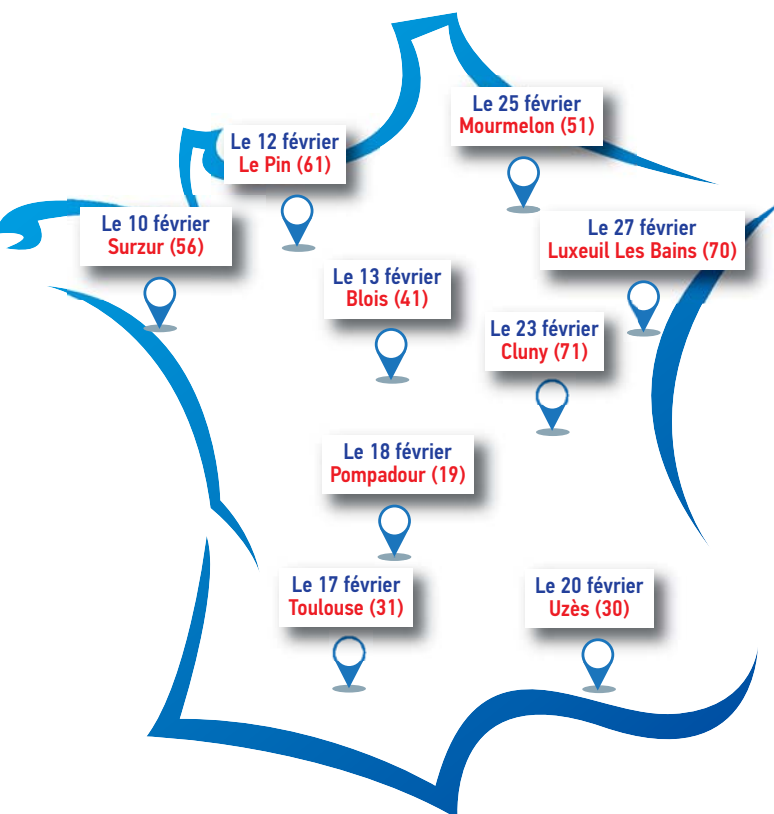 Le 25 février
Mourmelon (51)
Le 12 février
Le Pin (61)
Le 10 février
Surzur (56)
Le 27 février
Luxeuil Les Bains (70)
Le 13 février
Blois (41)
Le 23 février
Cluny (71)
Le 18 février
Pompadour (19)
Le 17 février
Toulouse (31)
Le 20 février
Uzès (30)